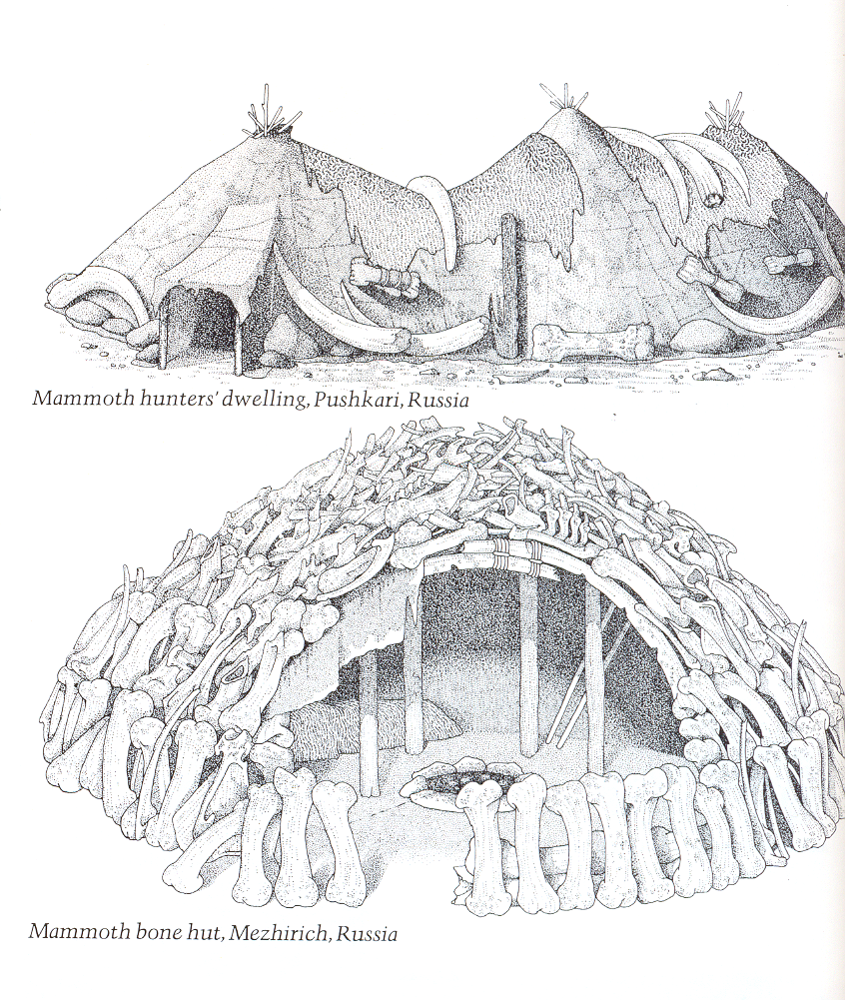 Mammoth hunters' dwelling, Pushkari, Russia
Mammoth bone hut, Mezhirich, Russia